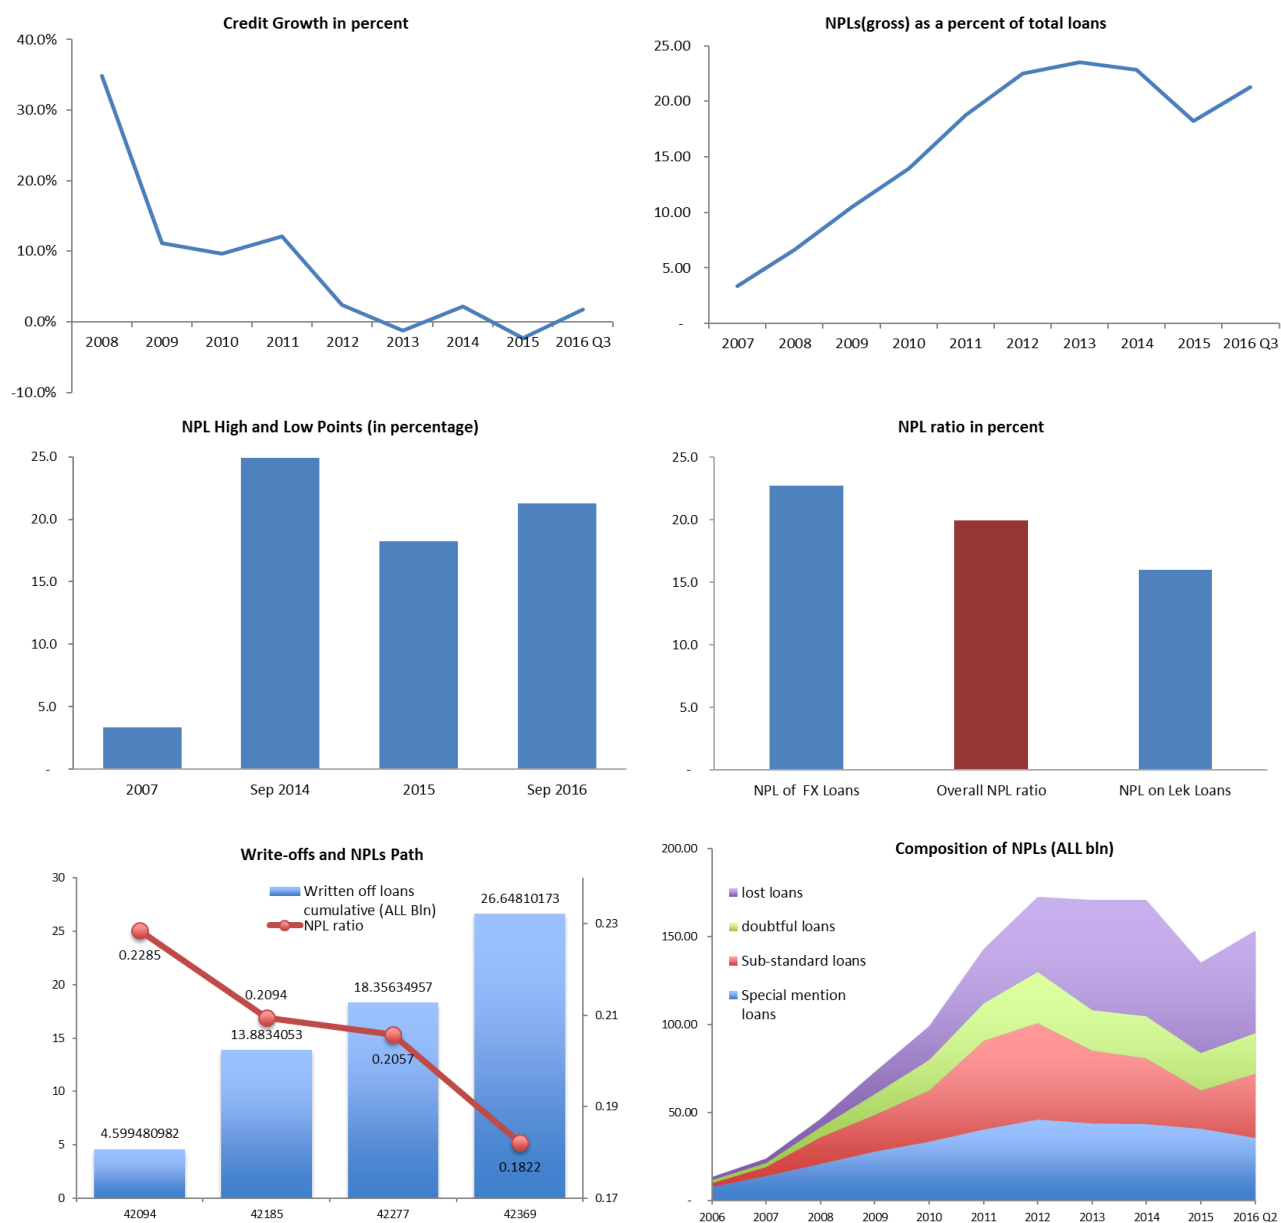 Credit Growth in percent
40.0%
30.0%
20.0%
10.0%
0.0%
-10.0%
2008 2009 2010 2011 2012 2013 2014 2015 2016 Q3
NPLs(gross) as a percent of total loans
25.00
20.00
15.00
10.00
5.00
-
2007 2008 2009 2010 2011 2012 2013 2014 2015 2016 Q3
NPL High and Low Points (in percentage)
25.0
20.0
15.0
10.0
5.0
-
2007 Sep 2014 2015 Sep 2016
NPL ratio in percent
25.0
20.0
15.0
10.0
5.0
-
NPL of FX Loans Overall NPL ratio NPL on Lek Loans
Write-offs and NPLs Path
30
25
20
15
10
5
0
Written off loans
cumulative (ALL Bln)
NPL ratio
26.64810173
0.2285
0.2094
18.35634957
13.8834053
0.2057
4.599480982
0.1822
0.23
0.21
0.19
0.17
42094 42185 42277 42369
Composition of NPLs (ALL bln)
200.00
150.00
100.00
50.00
-
lost loans
doubtful loans
Sub-standard loans
Special mention
loans
2006 2007 2008 2009 2010 2011 2012 2013 2014 2015 2016 Q2